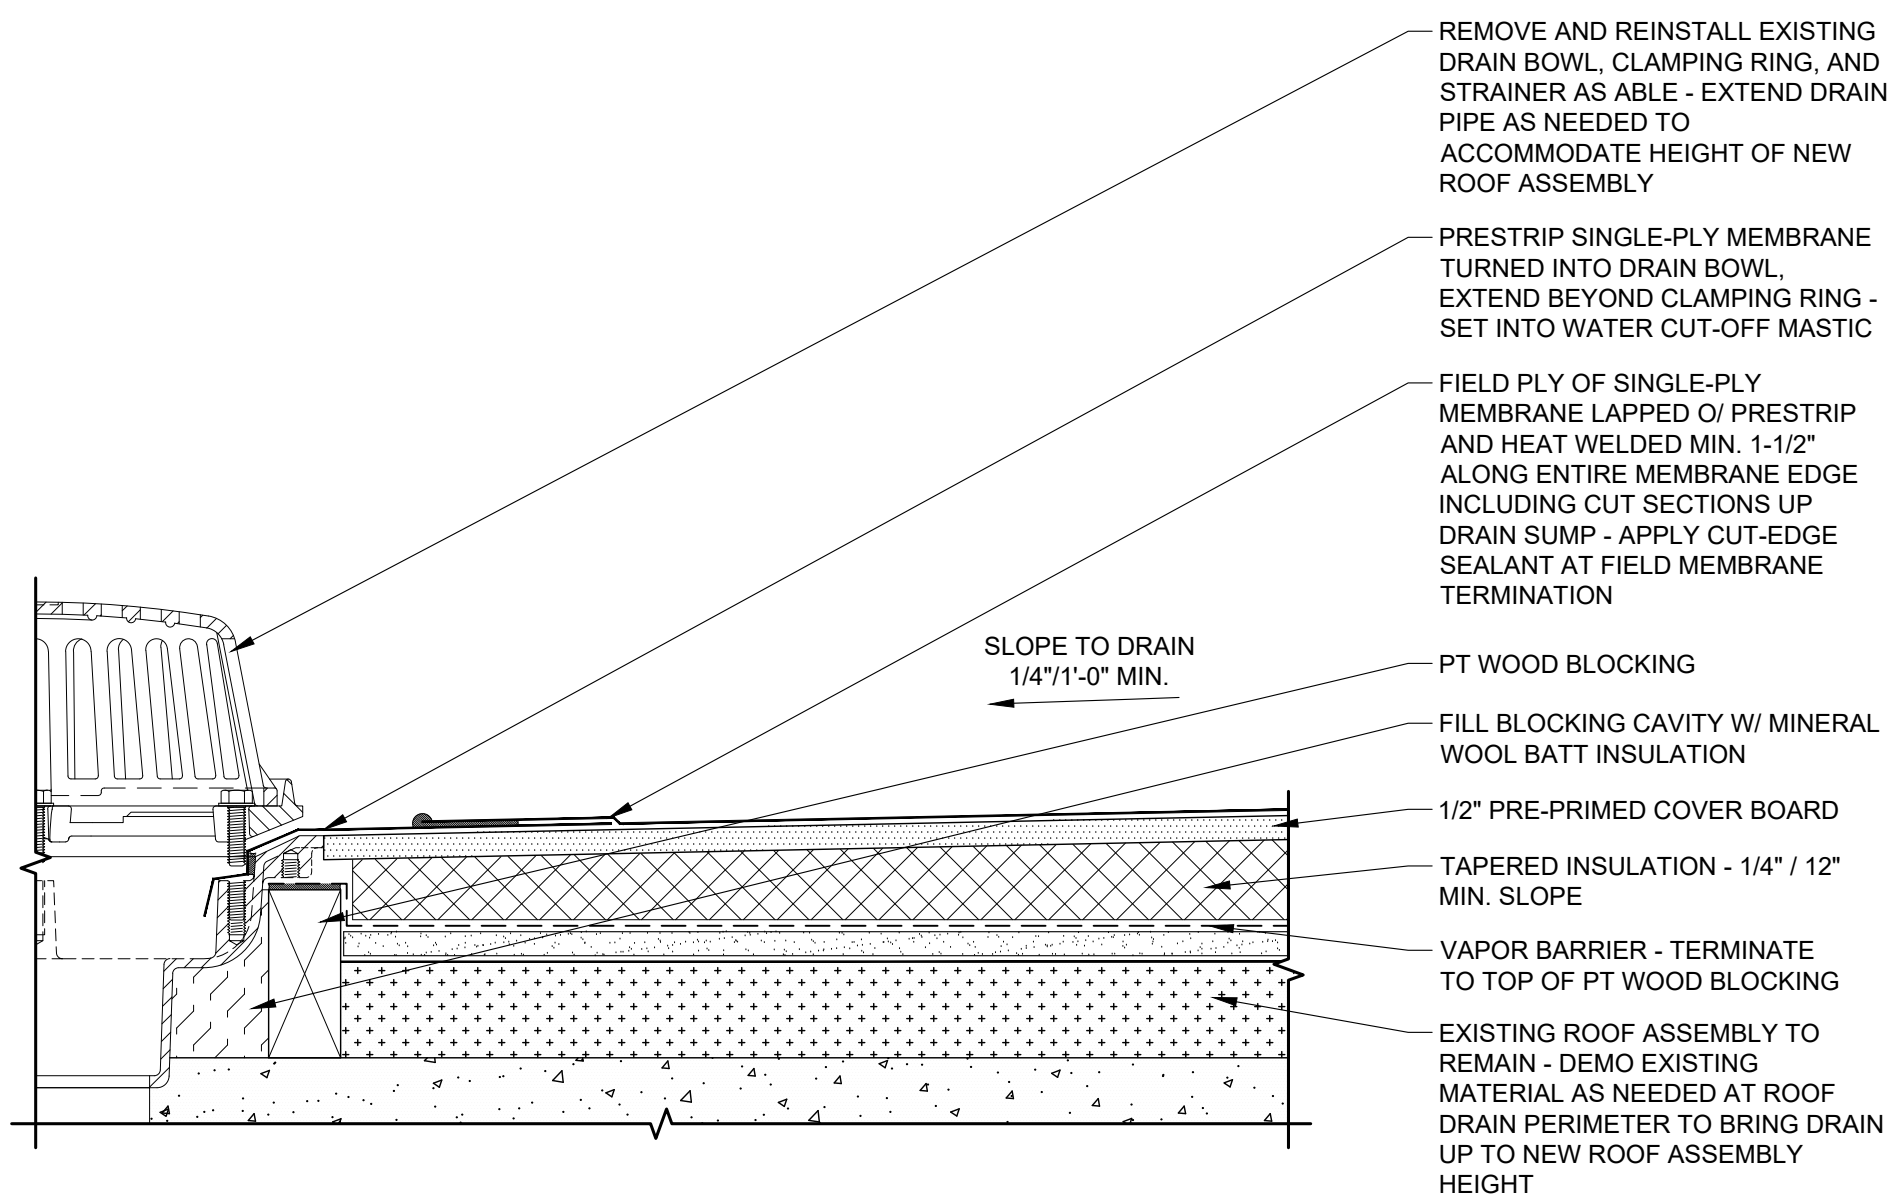 REMOVE AND REINSTALL EXISTING
DRAIN BOWL, CLAMPING RING, AND
STRAINER AS ABLE - EXTEND DRAIN
PIPE AS NEEDED TO
ACCOMMODATE HEIGHT OF NEW
ROOF ASSEMBLY
PRESTRIP SINGLE-PLY MEMBRANE
TURNED INTO DRAIN BOWL,
EXTEND BEYOND CLAMPING RING -
SET INTO WATER CUT-OFF MASTIC
FIELD PLY OF SINGLE-PLY
MEMBRANE LAPPED O/ PRESTRIP
AND HEAT WELDED MIN. 1-1/2"
ALONG ENTIRE MEMBRANE EDGE
INCLUDING CUT SECTIONS UP
DRAIN SUMP - APPLY CUT-EDGE
SEALANT AT FIELD MEMBRANE
TERMINATION
SLOPE TO DRAIN
1/4"/1'-0" MIN.
PT WOOD BLOCKING
FILL BLOCKING CAVITY W/ MINERAL
WOOL BATT INSULATION
1/2" PRE-PRIMED COVER BOARD
TAPERED INSULATION - 1/4" / 12"
MIN. SLOPE
VAPOR BARRIER - TERMINATE
TO TOP OF PT WOOD BLOCKING
EXISTING ROOF ASSEMBLY TO
REMAIN - DEMO EXISTING
MATERIAL AS NEEDED AT ROOF
DRAIN PERIMETER TO BRING DRAIN
UP TO NEW ROOF ASSEMBLY
HEIGHT